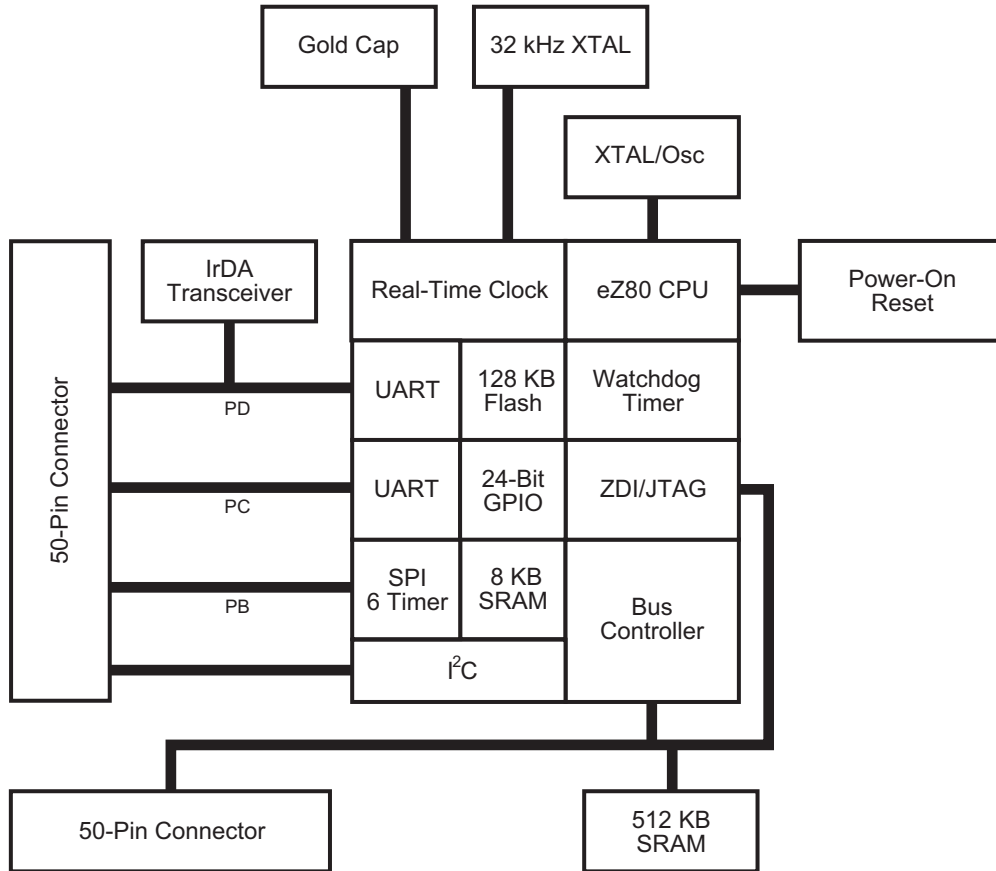 Gold Cap
32 kHz XTAL
XTAL/Osc
IrDA
Transceiver
Real-Time Clock
eZ80 CPU
Power-On
Reset
50-Pin Connector
UART
128 KB
Flash
Watchdog
Timer
PD
UART
24-Bit
GPIO
ZDI/JTAG
PC
SPI
6 Timer
8 KB
SRAM
Bus
Controller
PB
I²C
50-Pin Connector
512 KB
SRAM